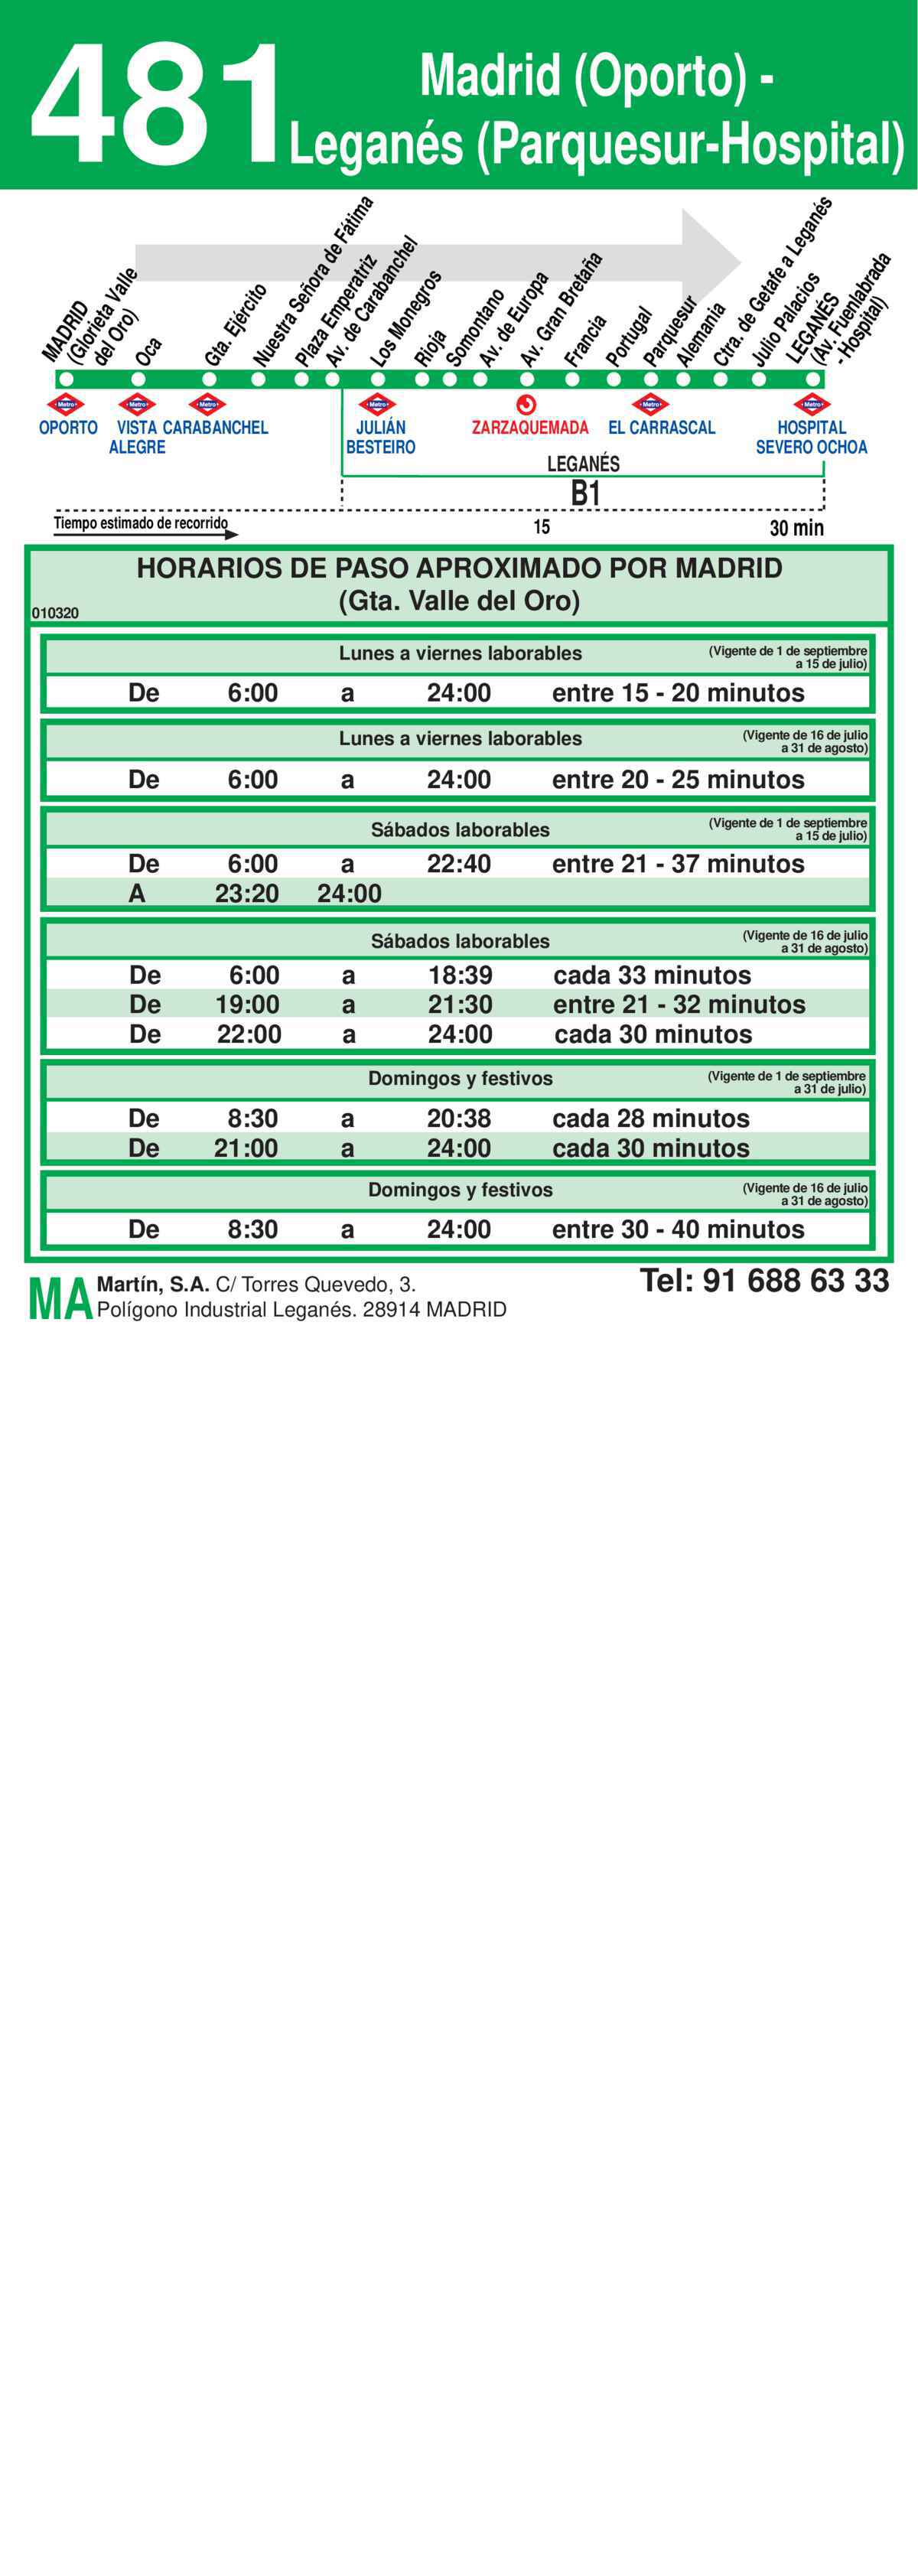 481
Madrid (Oporto) -
Leganés (Parquesur-Hospital)
MADRID
(Glorieta Valle
del Oro)
Oca
Gta. Ejército
Nuestra Señora de Fátima
Plaza Emperatriz
Av. de Carabanchel
Los Monegros
Rioja
Somontano
Av. de Europa
Av. Gran Bretaña
Francia
Portugal
Parquesur
Alemania
Ctra. de Getafe a Leganés
Julio Palacios
LEGANÉS
(Av. Fuenlabrada
- Hospital)
Metro Metro Metro Metro Metro Metro
OPORTO VISTA CARABANCHEL JULIÁN ZARZAQUEMADA EL CARRASCAL HOSPITAL
ALEGRE BESTEIRO SEVERO OCHOA
LEGANÉS
B1
Tiempo estimado de recorrido 15 30 min
HORARIOS DE PASO APROXIMADO POR MADRID
(Gta. Valle del Oro)
010320
Lunes a viernes laborables (Vigente de 1 de septiembre
a 15 de julio)
De 6:00 a 24:00 entre 15 - 20 minutos
Lunes a viernes laborables (Vigente de 16 de julio
a 31 de agosto)
De 6:00 a 24:00 entre 20 - 25 minutos
Sábados laborables (Vigente de 1 de septiembre
a 15 de julio)
De 6:00 a 22:40 entre 21 - 37 minutos
A 23:20 24:00
Sábados laborables (Vigente de 16 de julio
a 31 de agosto)
De 6:00 a 18:39 cada 33 minutos
De 19:00 a 21:30 entre 21 - 32 minutos
De 22:00 a 24:00 cada 30 minutos
Domingos y festivos (Vigente de 1 de septiembre
a 31 de julio)
De 8:30 a 20:38 cada 28 minutos
De 21:00 a 24:00 cada 30 minutos
Domingos y festivos (Vigente de 16 de julio
a 31 de agosto)
De 8:30 a 24:00 entre 30 - 40 minutos
MA Martín, S.A. C/ Torres Quevedo, 3. Tel: 91 688 63 33
Polígono Industrial Leganés. 28914 MADRID